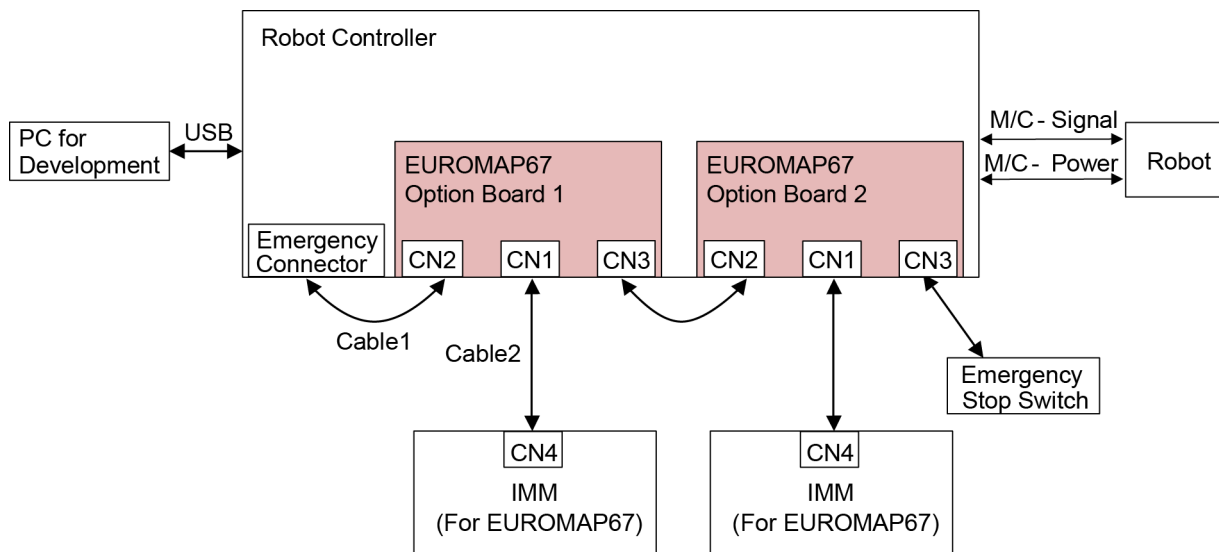 Robot Controller
PC for
Development
USB
EUROMAP67
Option Board 1
EUROMAP67
Option Board 2
M/C - Signal
M/C - Power
Robot
Emergency
Connector
CN2
CN1
CN3
CN2
CN1
CN3
Cable1
Cable2
Emergency
Stop Switch
CN4
IMM
(For EUROMAP67)
CN4
IMM
(For EUROMAP67)